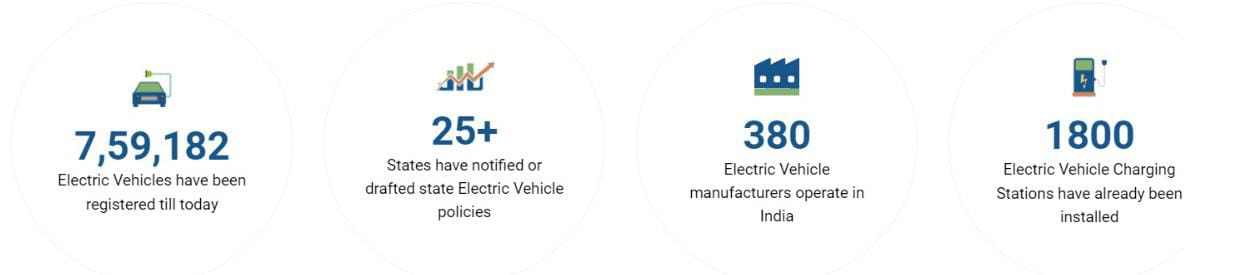 7,59,182
Electric Vehicles have been
registered till today
25+
States have notified or
drafted state Electric Vehicle
policies
380
Electric Vehicle
manufacturers operate in
India
1800
Electric Vehicle Charging
Stations have already been
installed